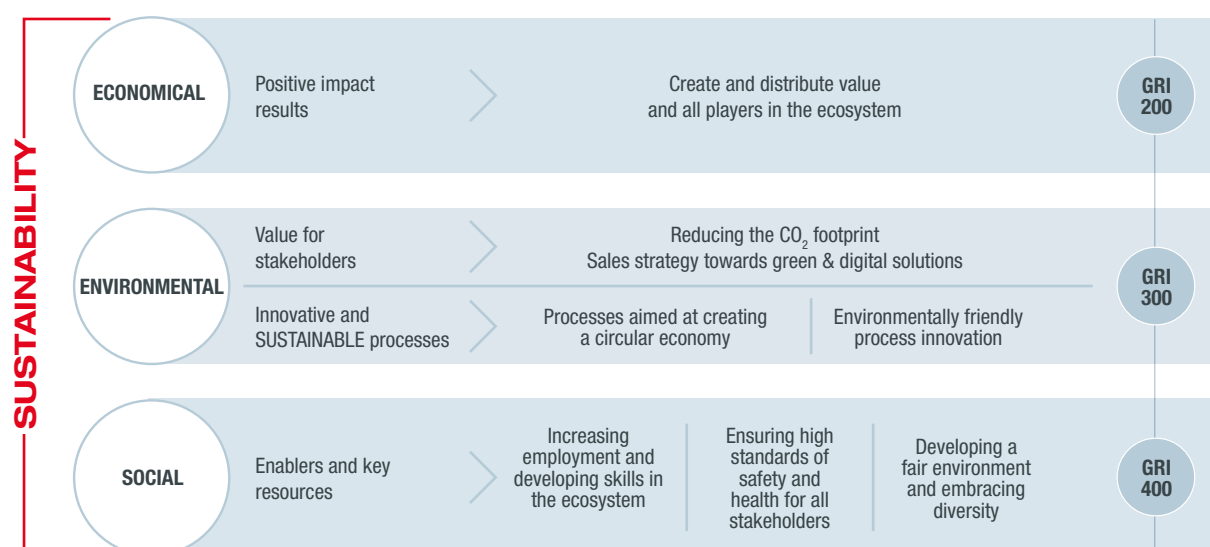 SUSTAINABILITY
ECONOMICAL
Positive impact
results
Create and distribute value
and all players in the ecosystem
GRI
200
ENVIRONMENTAL
Value for
stakeholders
Reducing the CO₂ footprint
Sales strategy towards green & digital solutions
Innovative and
SUSTAINABLE processes
Processes aimed at creating
a circular economy
Environmentally friendly
process innovation
GRI
300
SOCIAL
Enablers and key
resources
Increasing
employment and
developing skills in
the ecosystem
Ensuring high
standards of
safety and
health for all
stakeholders
Developing a
fair environment
and embracing
diversity
GRI
400